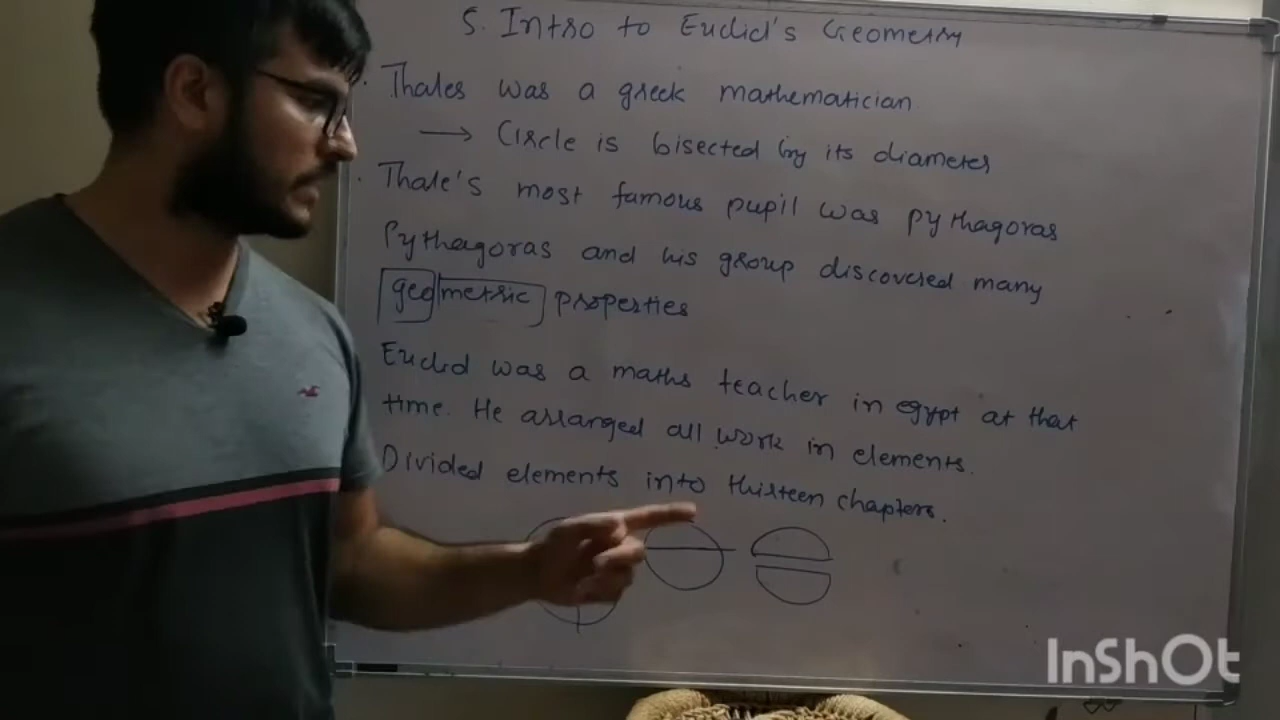 5. Intro to Euclid's Geometry
Thales was a greek mathematician
→ Circle is bisected by its diameter
Thale's most famous pupil was pythagoras
Pythagoras and his group discovered many
geometric properties
Euclid was a maths teacher in egypt at that
time. He arranged all work in elements.
Divided elements into thirteen chapters.
InShOt